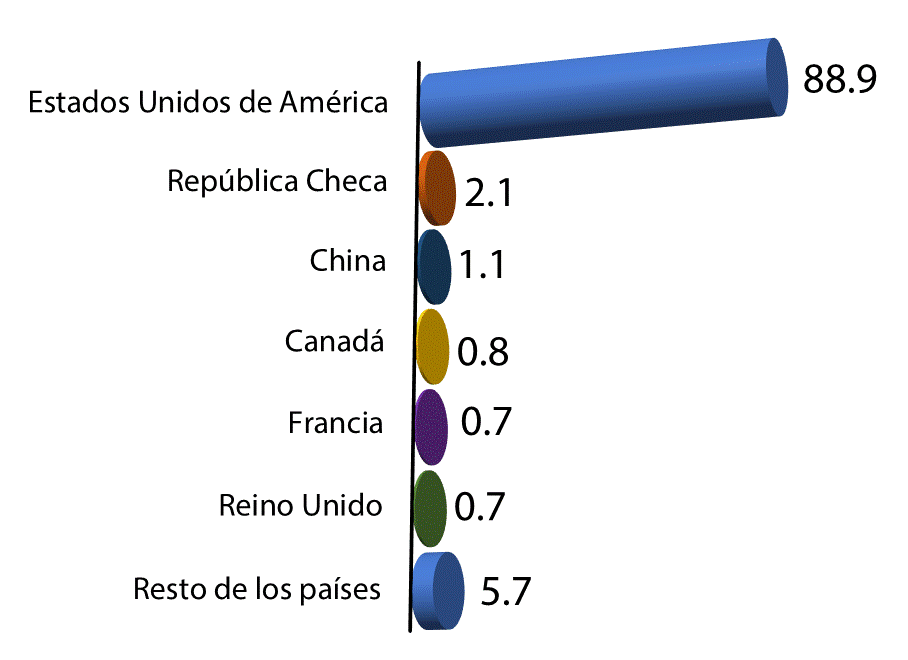 Estados Unidos de América 88.9
República Checa 2.1
China 1.1
Canadá 0.8
Francia 0.7
Reino Unido 0.7
Resto de los países 5.7